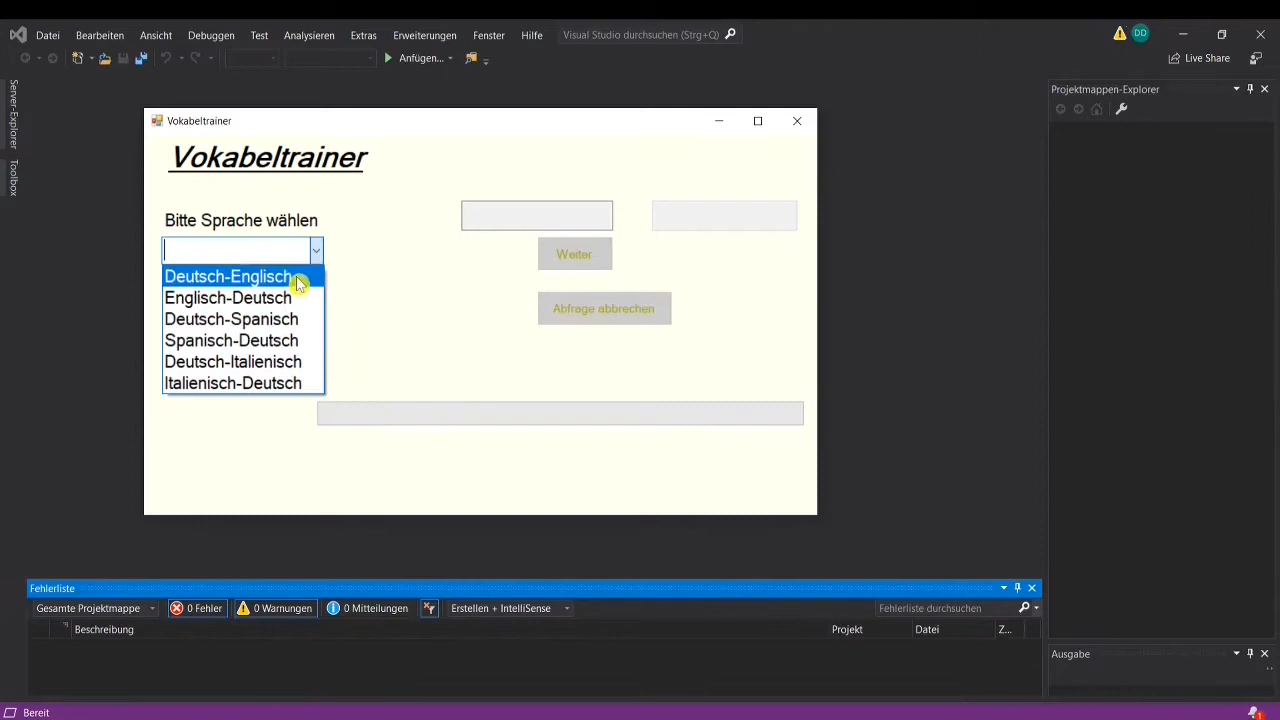 Datei Bearbeiten Ansicht Debuggen Test Analysieren Extras Erweiterungen Fenster Hilfe Visual Studio durchsuchen (Strg+Q) DD
Anfügen... Live Share
Server-Explorer
Toolbox
Projektmappen-Explorer
Vokabeltrainer
Vokabeltrainer
Bitte Sprache wählen
Weiter
Deutsch-Englisch
Englisch-Deutsch
Abfrage abbrechen
Deutsch-Spanisch
Spanisch-Deutsch
Deutsch-Italienisch
Italienisch-Deutsch
Fehlerliste
Gesamte Projektmappe 0 Fehler 0 Warnungen 0 Mitteilungen Erstellen + IntelliSense Fehlerliste durchsuchen
Beschreibung Projekt Datei Z...
Ausgabe
Bereit 1